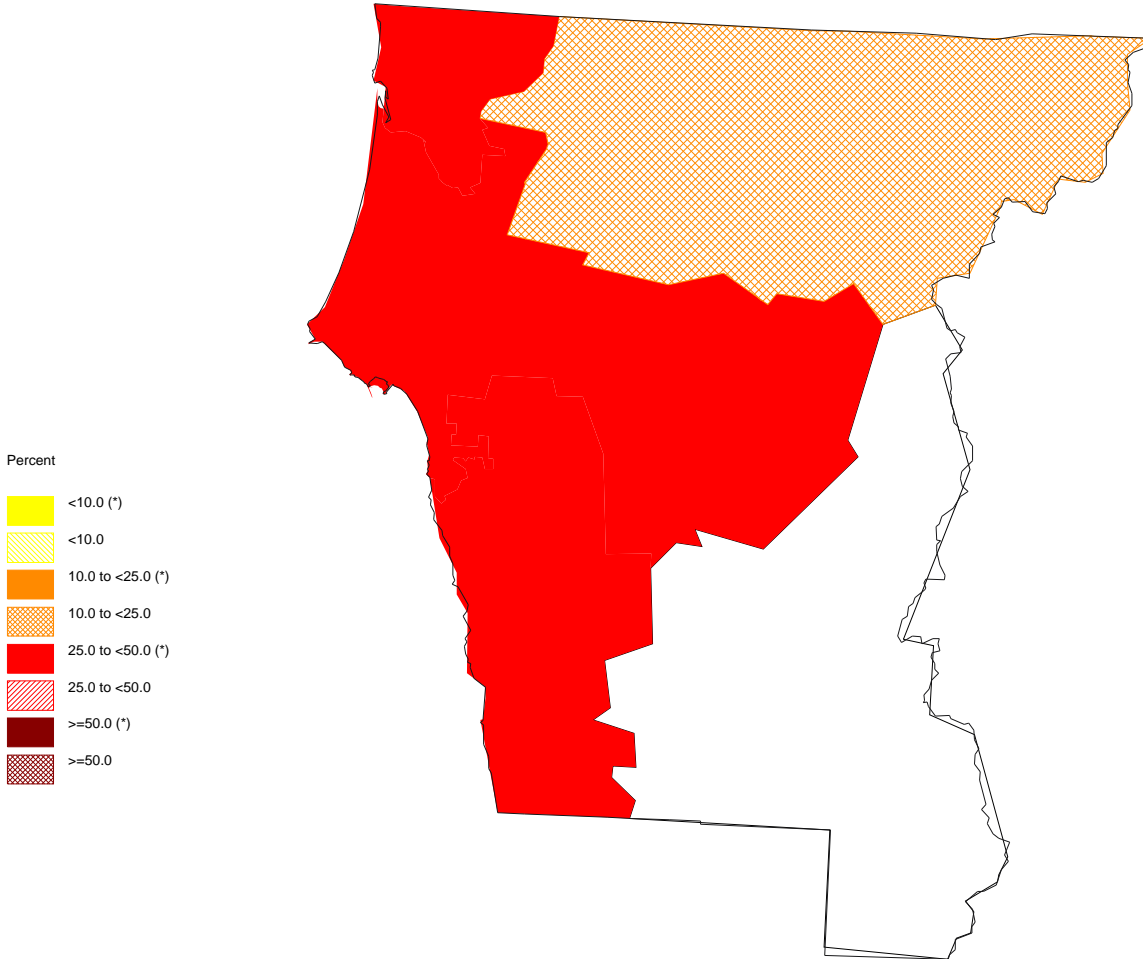 Percent
<10.0 (*)
<10.0
10.0 to <25.0 (*)
10.0 to <25.0
25.0 to <50.0 (*)
25.0 to <50.0
>=50.0 (*)
>=50.0